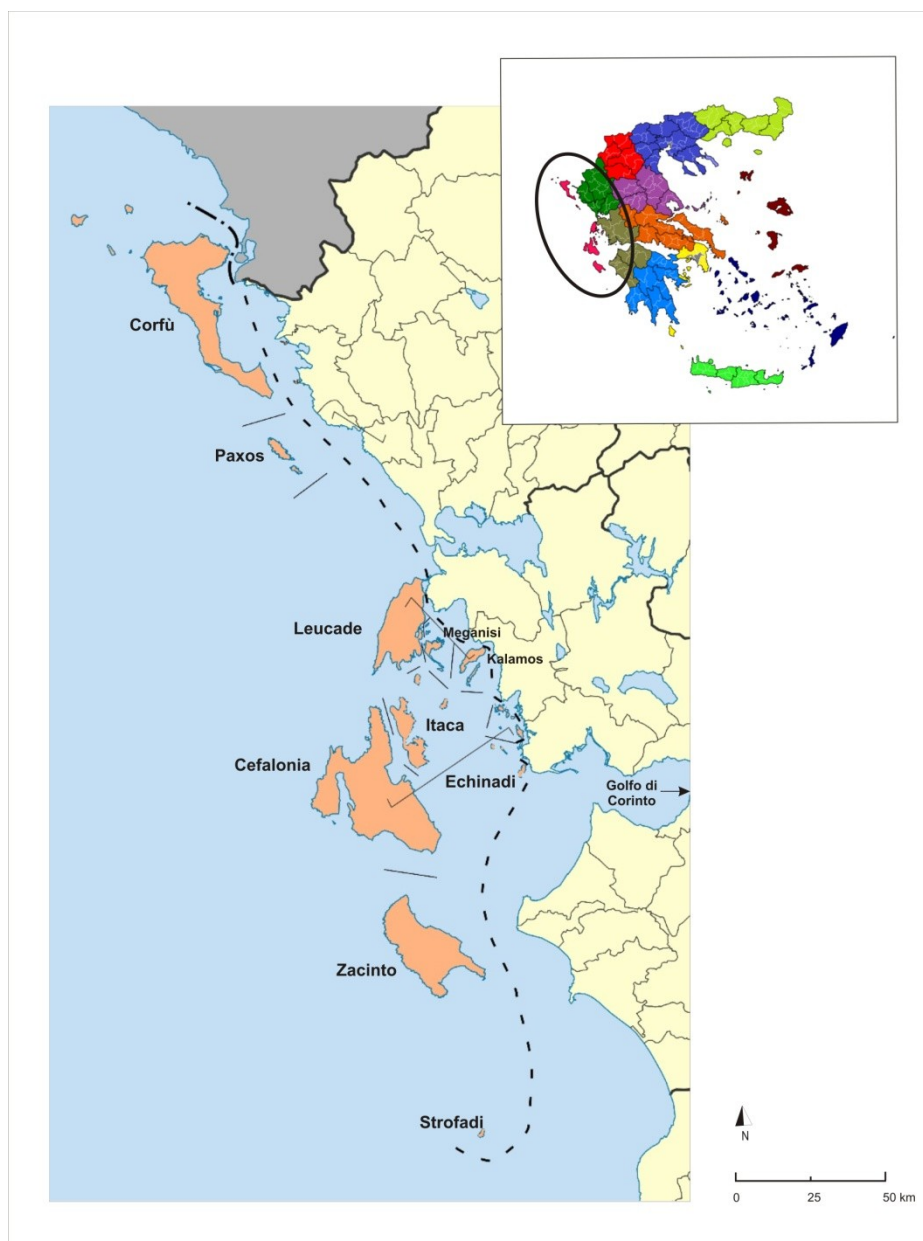 Corfù
Paxos
Leucade
Meganisi
Kalamos
Itaca
Cefalonia
Echinadi
Golfo di
Corinto
Zacinto
Strofadi
N
0 25 50 km